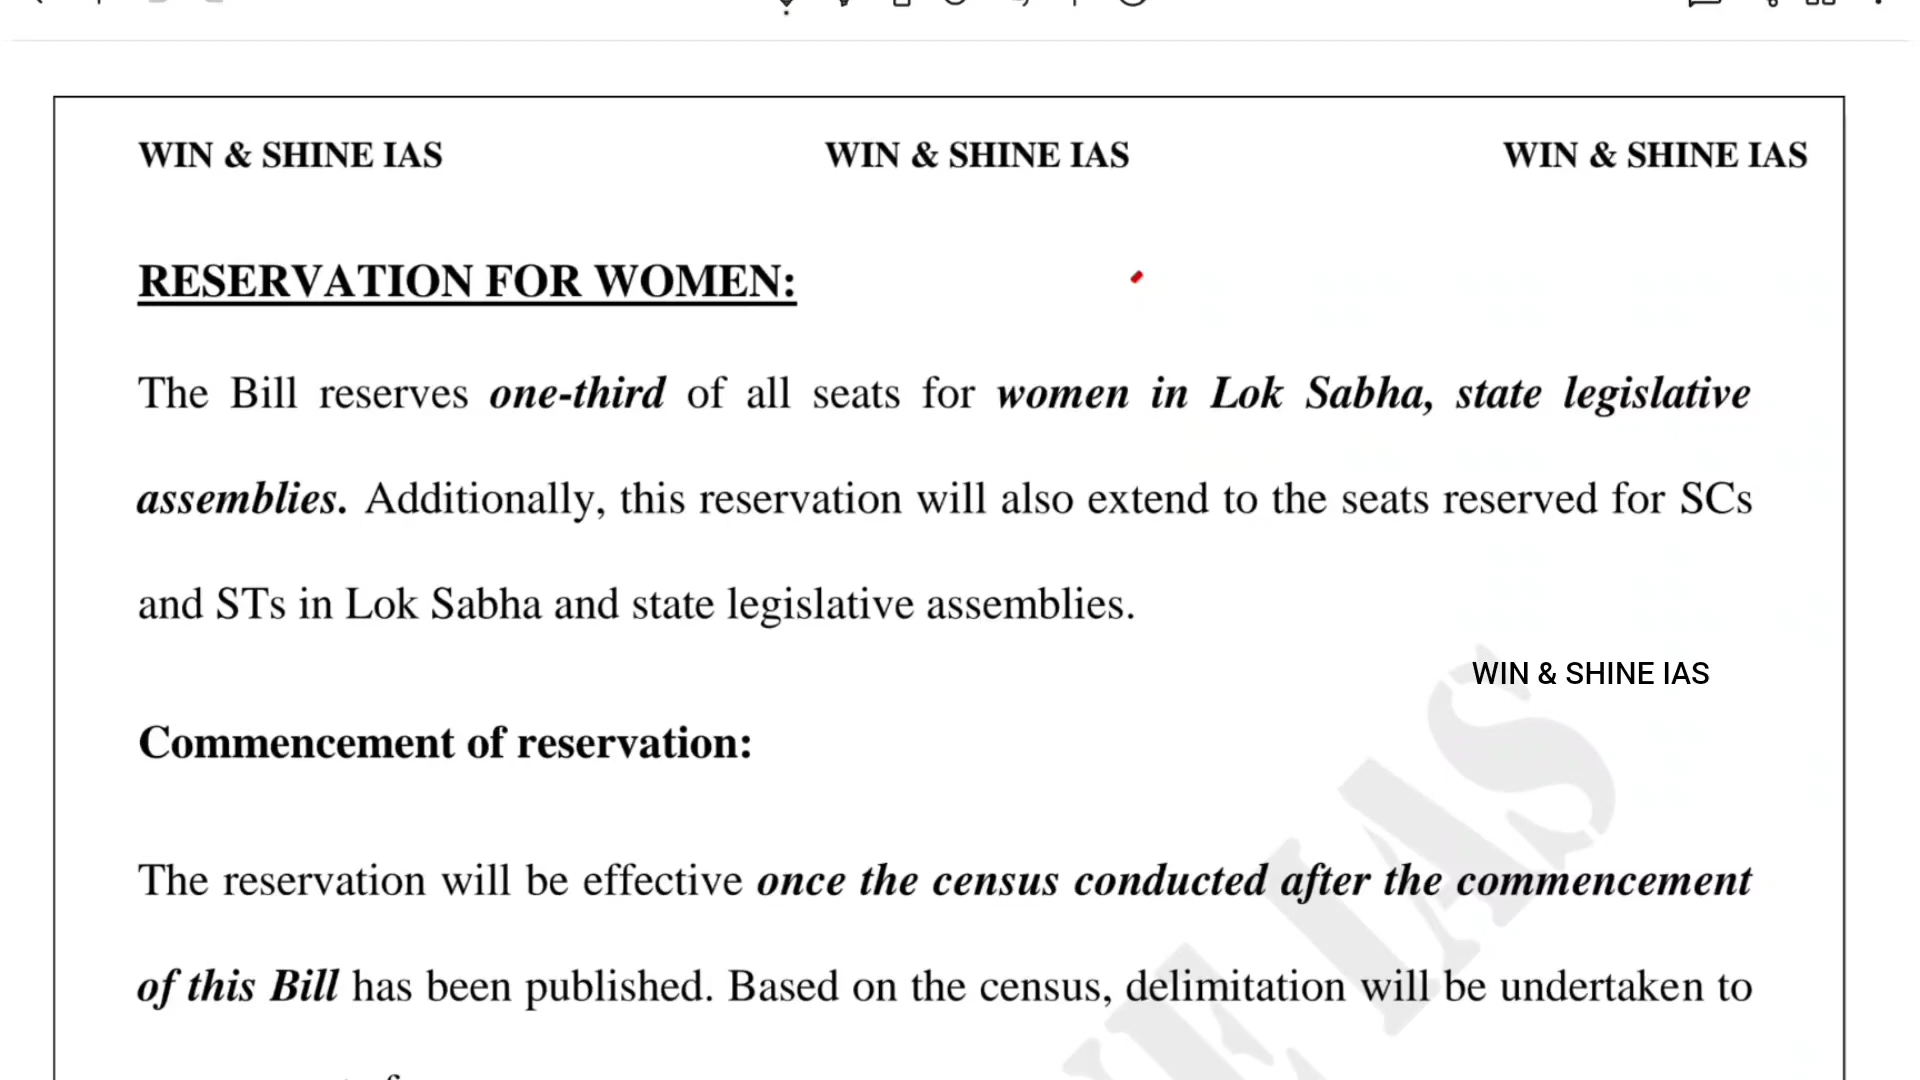 WIN & SHINE IAS WIN & SHINE IAS WIN & SHINE IAS
RESERVATION FOR WOMEN:
The Bill reserves one-third of all seats for women in Lok Sabha, state legislative
assemblies. Additionally, this reservation will also extend to the seats reserved for SCs
and STs in Lok Sabha and state legislative assemblies.
WIN & SHINE IAS
Commencement of reservation:
The reservation will be effective once the census conducted after the commencement
of this Bill has been published. Based on the census, delimitation will be undertaken to